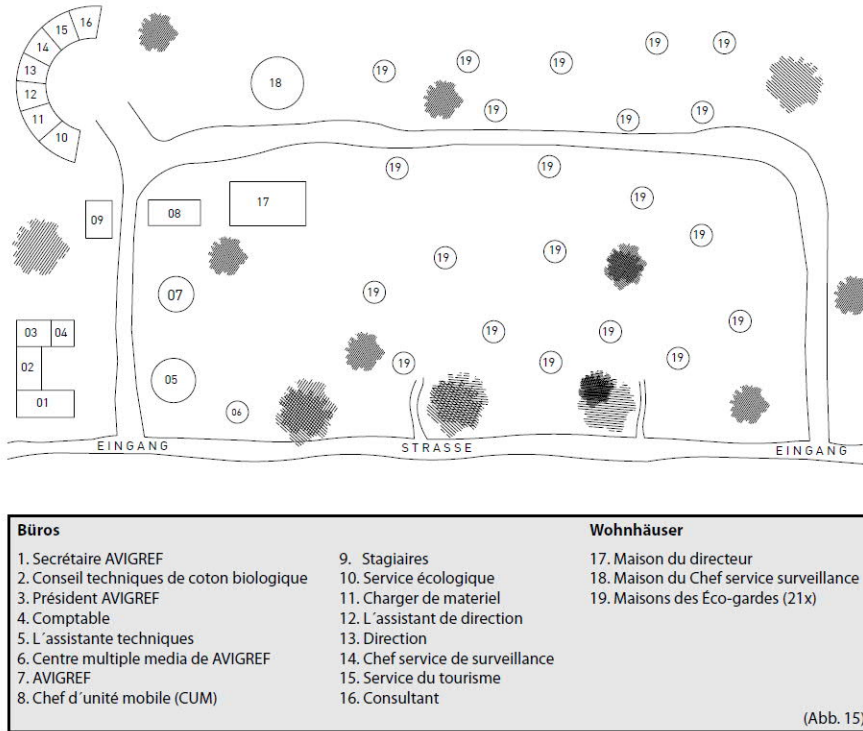 16
15
14
13
12
11
10
18
19
19
19
19
19
19
19
19
19
19
19
09
08
17
19
19
19
07
19
19
03 04
19
19
02
05
19
19
19
01
06
EINGANG STRASSE EINGANG
Büros
1. Secrétaire AVIGREF
2. Conseil techniques de coton biologique
3. Président AVIGREF
4. Comptable
5. L´assistante techniques
6. Centre multiple media de AVIGREF
7. AVIGREF
8. Chef d´unité mobile (CUM)
9. Stagiaires
10. Service écologique
11. Charger de materiel
12. L´assistant de direction
13. Direction
14. Chef service de surveillance
15. Service du tourisme
16. Consultant
Wohnhäuser
17. Maison du directeur
18. Maison du Chef service surveillance
19. Maisons des Éco-gardes (21x)
(Abb. 15)